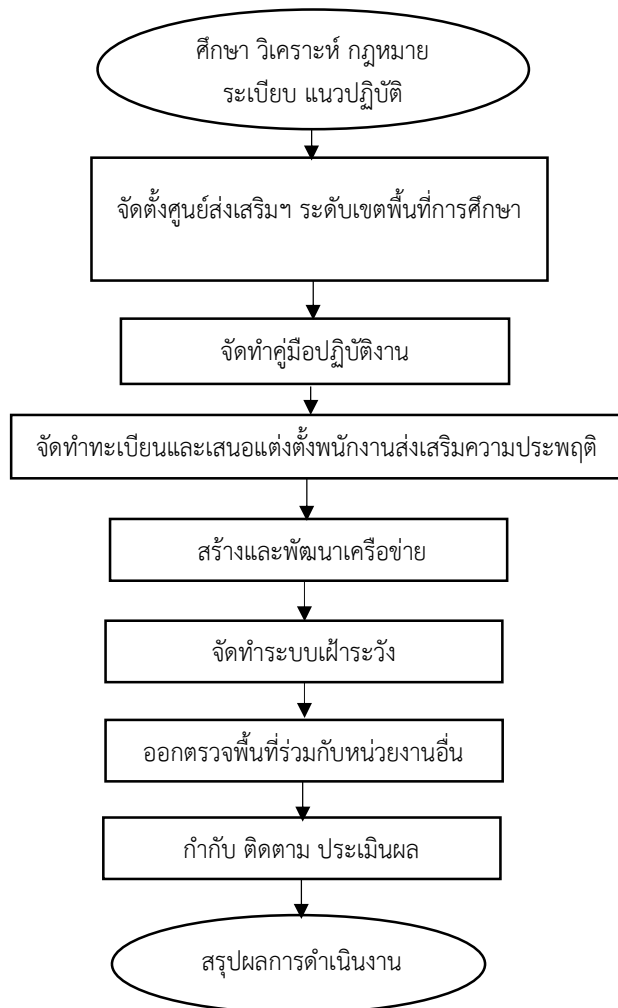 ศึกษา วิเคราะห์ กฎหมาย
ระเบียบ แนวปฏิบัติ
จัดตั้งศูนย์ส่งเสริมฯ ระดับเขตพื้นที่การศึกษา
จัดทำคู่มือปฏิบัติงาน
จัดทำทะเบียนและเสนอแต่งตั้งพนักงานส่งเสริมความประพฤติ
สร้างและพัฒนาเครือข่าย
จัดทำระบบเฝ้าระวัง
ออกตรวจพื้นที่ร่วมกับหน่วยงานอื่น
กำกับ ติดตาม ประเมินผล
สรุปผลการดำเนินงาน